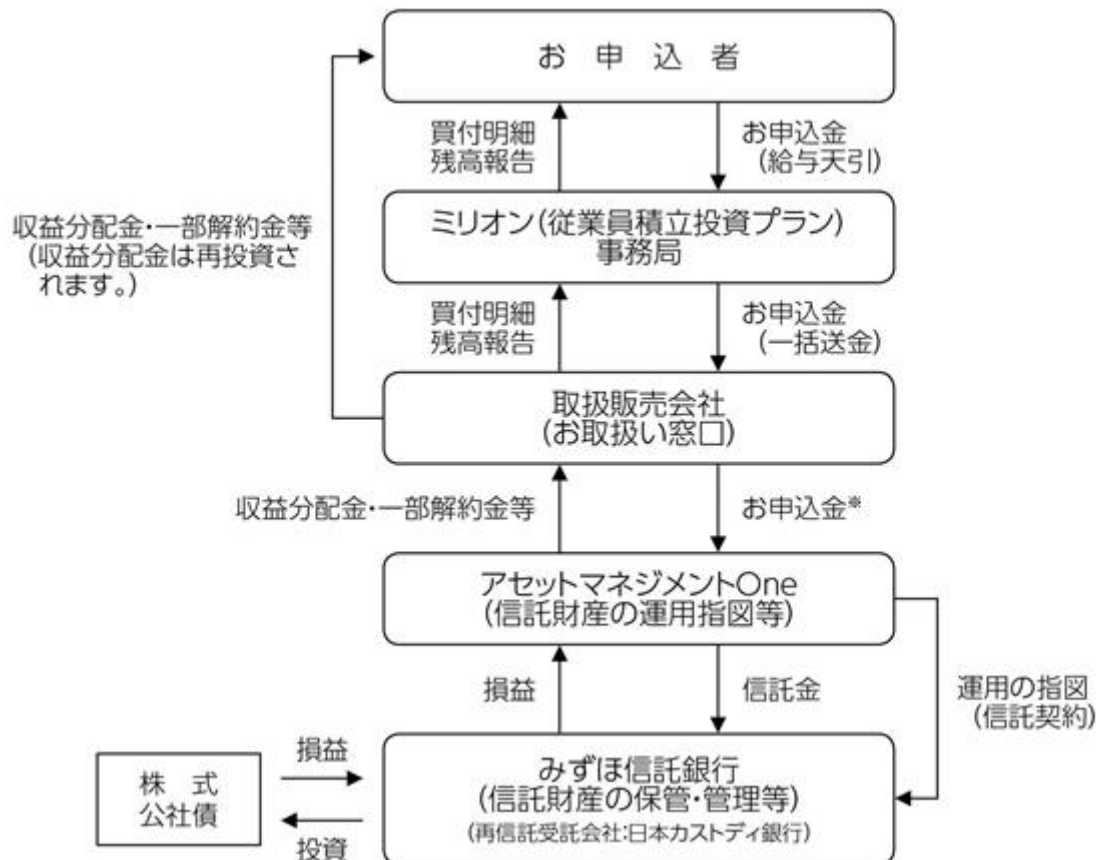 お 申 込 者
買付明細
残高報告
お申込金
(給与天引)
ミリオン(従業員積立投資プラン)
事務局
収益分配金・一部解約金等
(収益分配金は再投資さ
れます。)
買付明細
残高報告
お申込金
(一括送金)
取扱販売会社
(お取扱い窓口)
収益分配金・一部解約金等
お申込金※
アセットマネジメントOne
(信託財産の運用指図等)
損益
信託金
運用の指図
(信託契約)
株 式
公社債
損益
投資
みずほ信託銀行
(信託財産の保管・管理等)
(再信託受託会社:日本カストディ銀行)